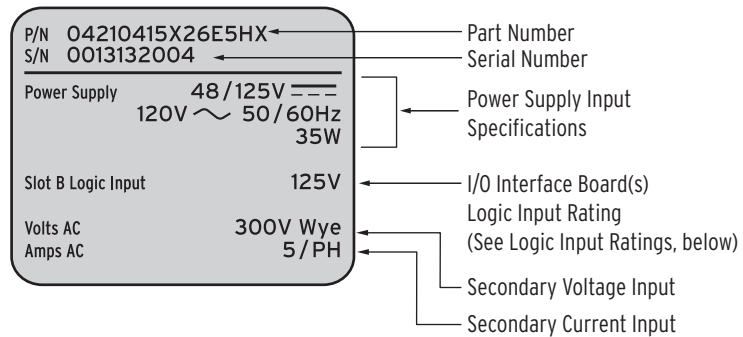 P/N 04210415X26E5HX
S/N 0013132004
Power Supply 48/125V
120V 50/60Hz
35W
Slot B Logic Input 125V
Volts AC 300V Wye
Amps AC 5/PH
Part Number
Serial Number
Power Supply Input
Specifications
I/O Interface Board(s)
Logic Input Rating
(See Logic Input Ratings, below)
Secondary Voltage Input
Secondary Current Input